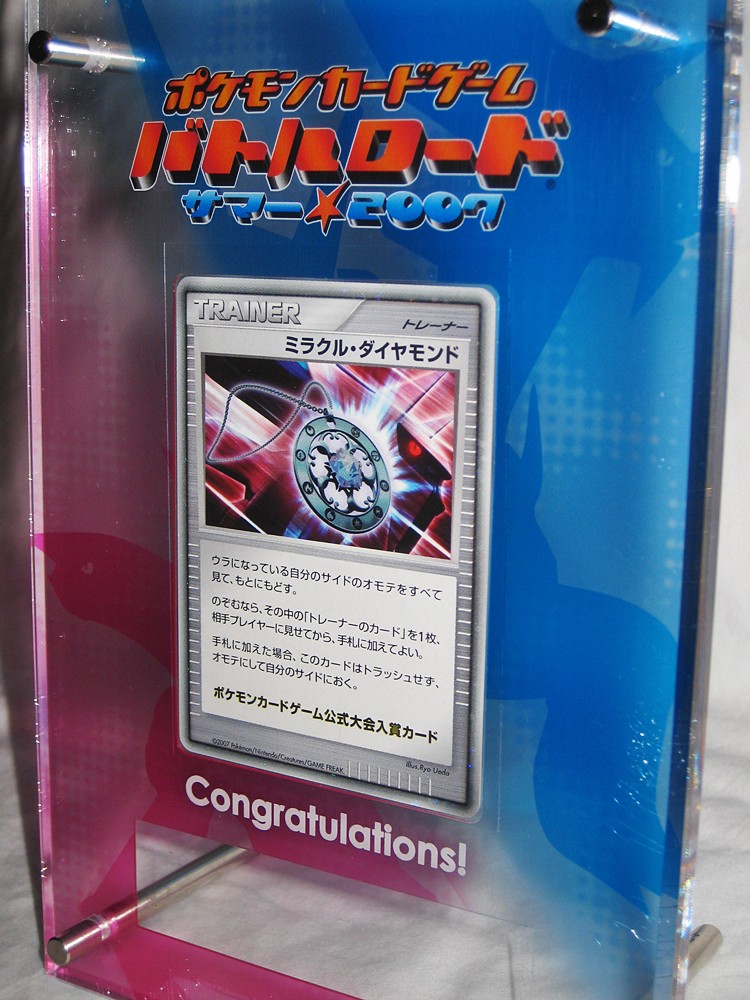 ポケモンカードゲーム
バトルロード
サマー★2007
TRAINER
トレーナー
ミラクル・ダイヤモンド
ウラになっている自分のサイドのオモテをすべて
見て、もとにもどす。
のぞむなら、その中の「トレーナーのカード」を1枚、
相手プレイヤーに見せてから、手札に加えてよい。
手札に加えた場合、このカードはトラッシュせず、
オモテにして自分のサイドにおく。
ポケモンカードゲーム公式大会入賞カード
©2007 Pokémon/Nintendo/Creatures/GAME FREAK.
Illus.Ryo Ueda
Congratulations!